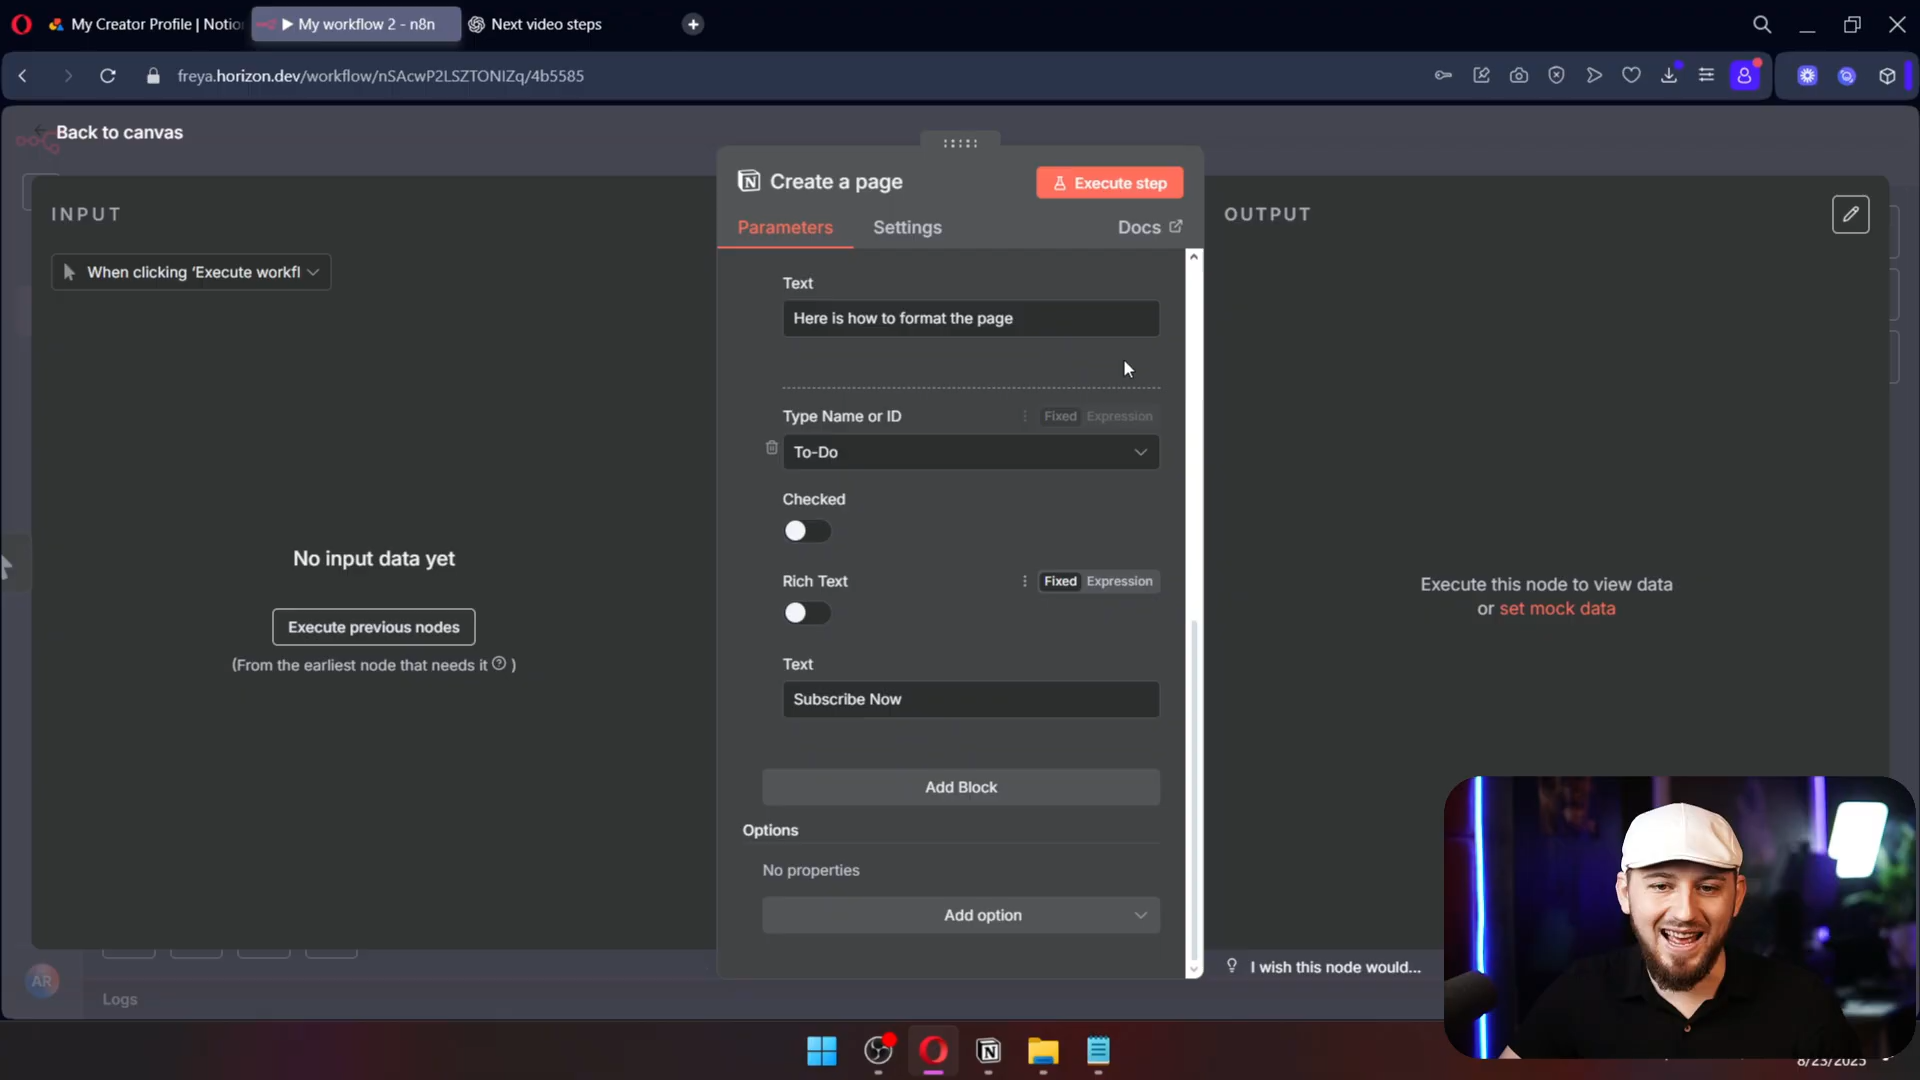 My Creator Profile | Notio
My workflow 2 - n8n
Next video steps
freya.horizon.dev/workflow/nSAcwP2LSZTONIZq/4b5585
Back to canvas
Create a page
Execute step
INPUT
OUTPUT
Parameters
Settings
Docs
When clicking ‘Execute workfl
Text
Here is how to format the page
Type Name or ID
Fixed
Expression
To-Do
Checked
No input data yet
Rich Text
Fixed
Expression
Execute this node to view data
or set mock data
Execute previous nodes
(From the earliest node that needs it ? )
Text
Subscribe Now
Add Block
Options
No properties
Add option
I wish this node would...
AR
Logs
8/23/2025